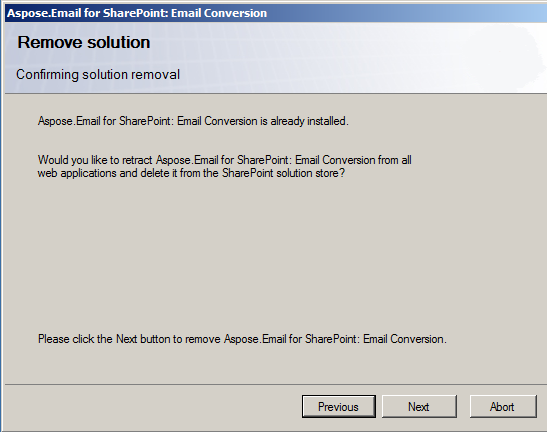 Aspose.Email for SharePoint: Email Conversion
Remove solution
Confirming solution removal
Aspose.Email for SharePoint: Email Conversion is already installed.
Would you like to retract Aspose.Email for SharePoint: Email Conversion from all
web applications and delete it from the SharePoint solution store?
Please click the Next button to remove Aspose.Email for SharePoint: Email Conversion.
Previous Next Abort